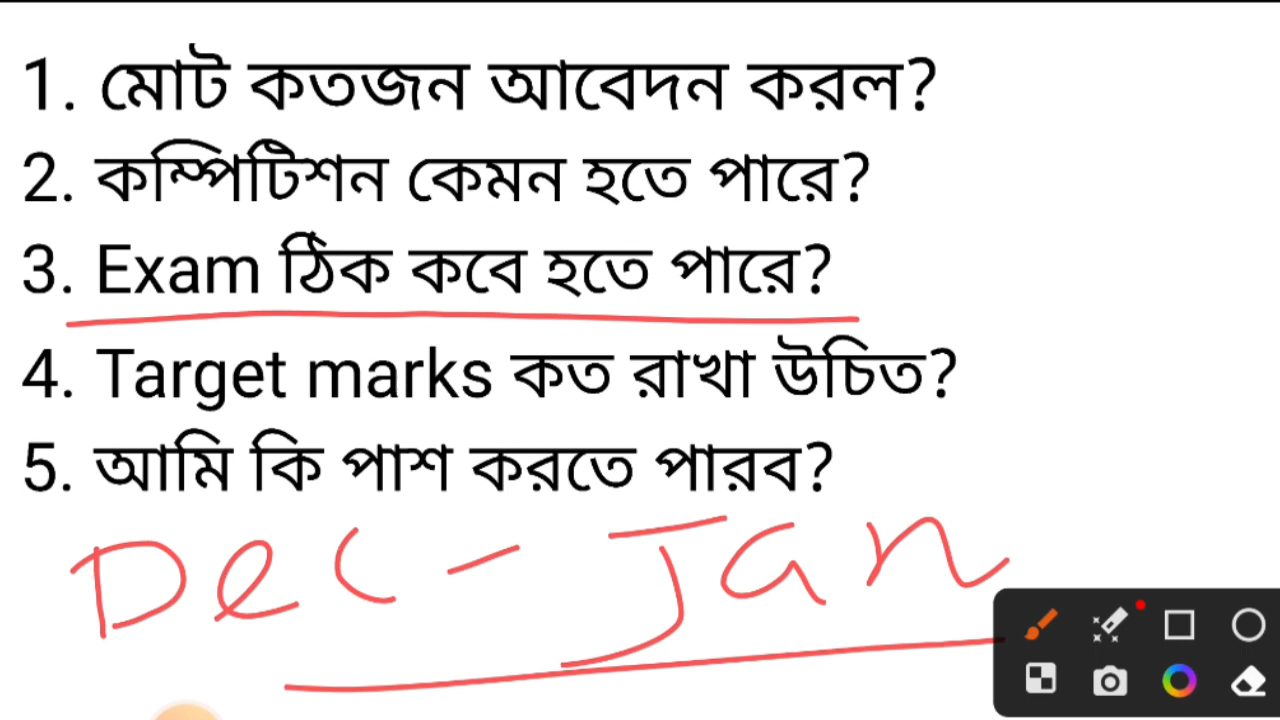 1. মোট কতজন আবেদন করল?
2. কম্পিটিশন কেমন হতে পারে?
3. Exam ঠিক কবে হতে পারে?
4. Target marks কত রাখা উচিত?
5. আমি কি পাশ করতে পারব?
Dec - Jan